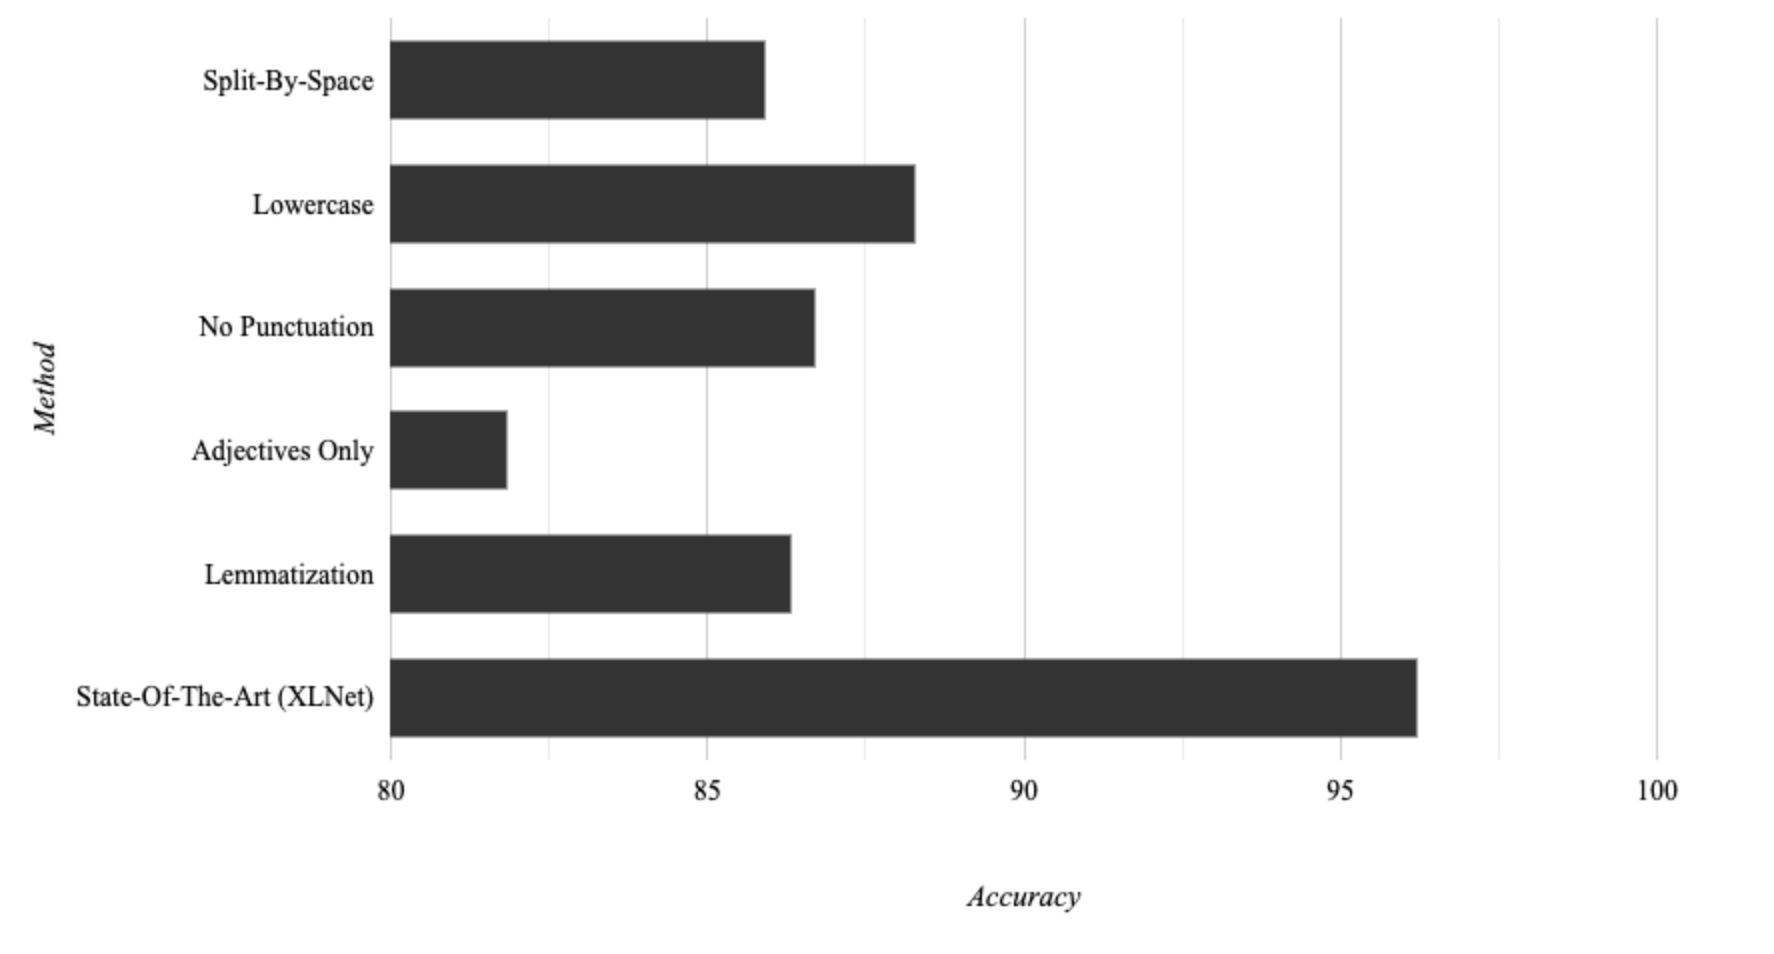 Split-By-Space
Lowercase
No Punctuation
Adjectives Only
Lemmatization
State-Of-The-Art (XLNet)
Method
80 85 90 95 100
Accuracy